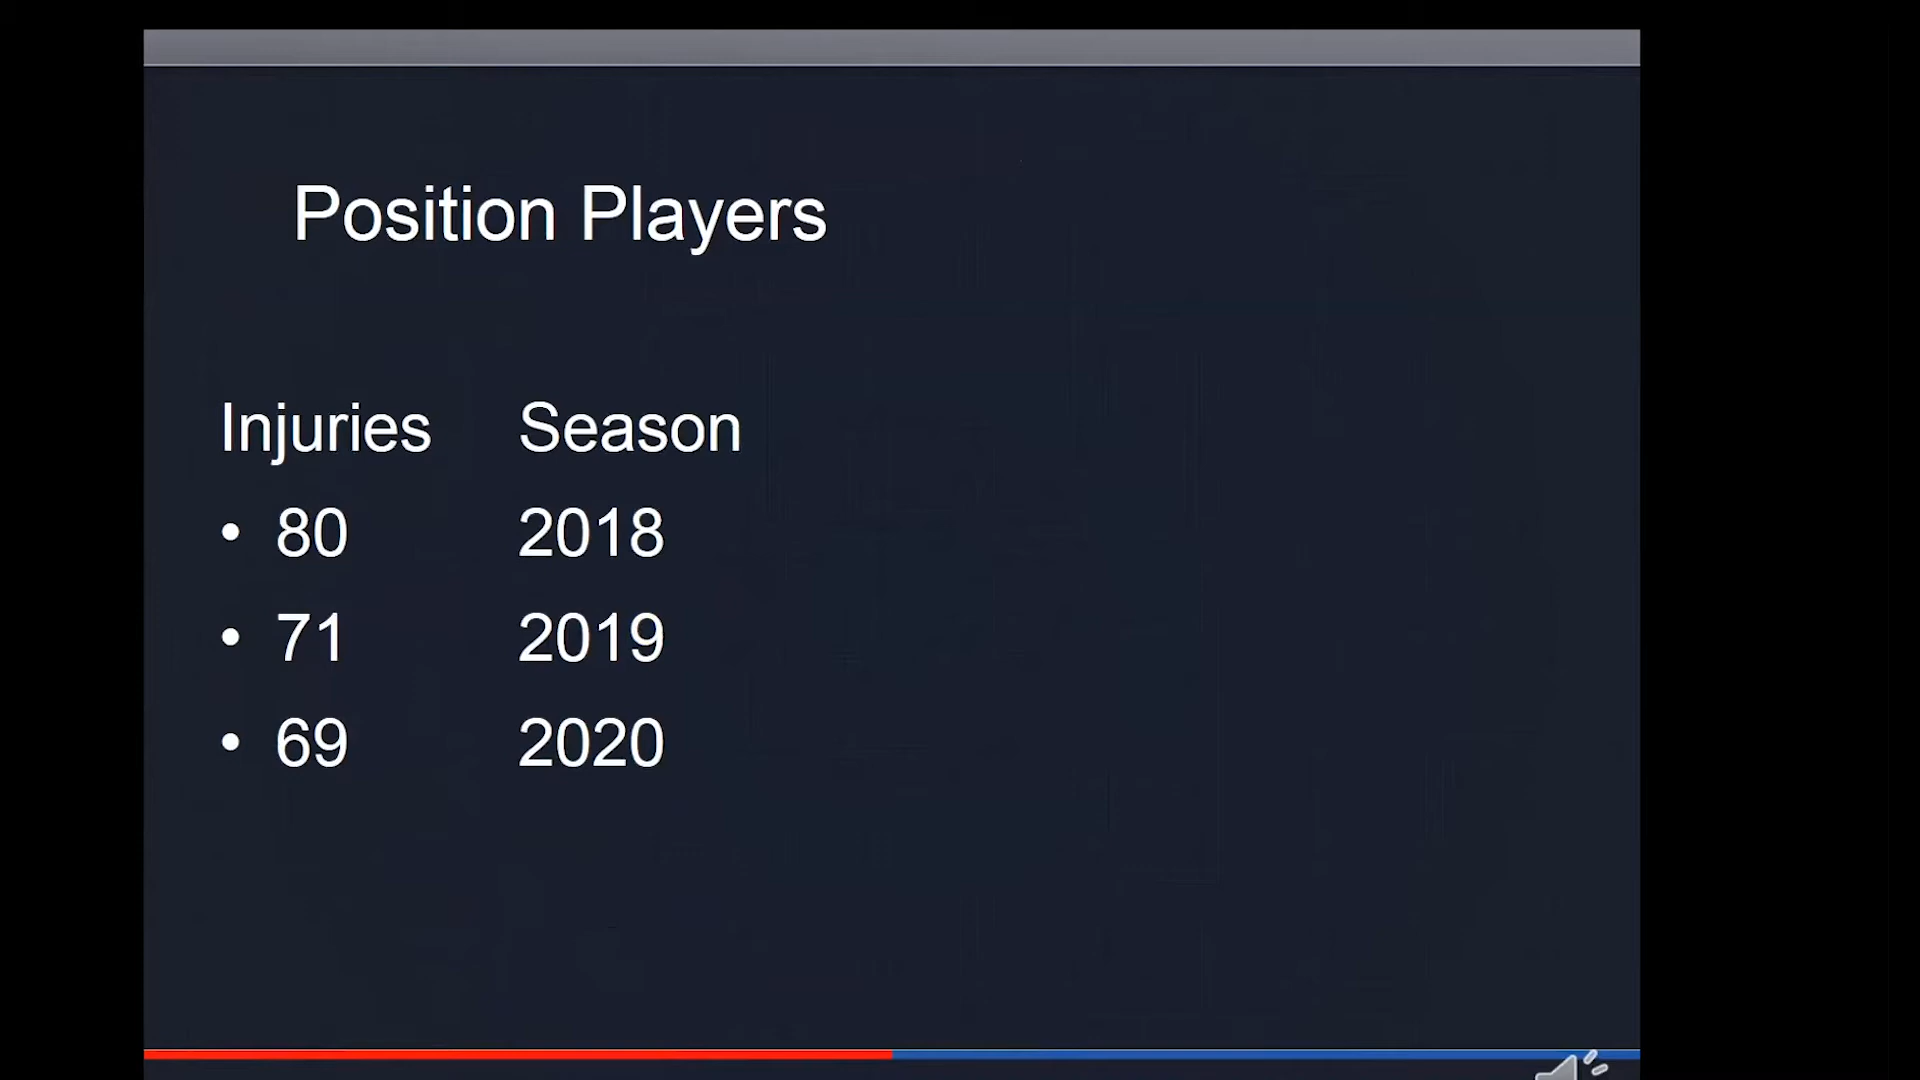 Position Players
Injuries Season
• 80 2018
• 71 2019
• 69 2020